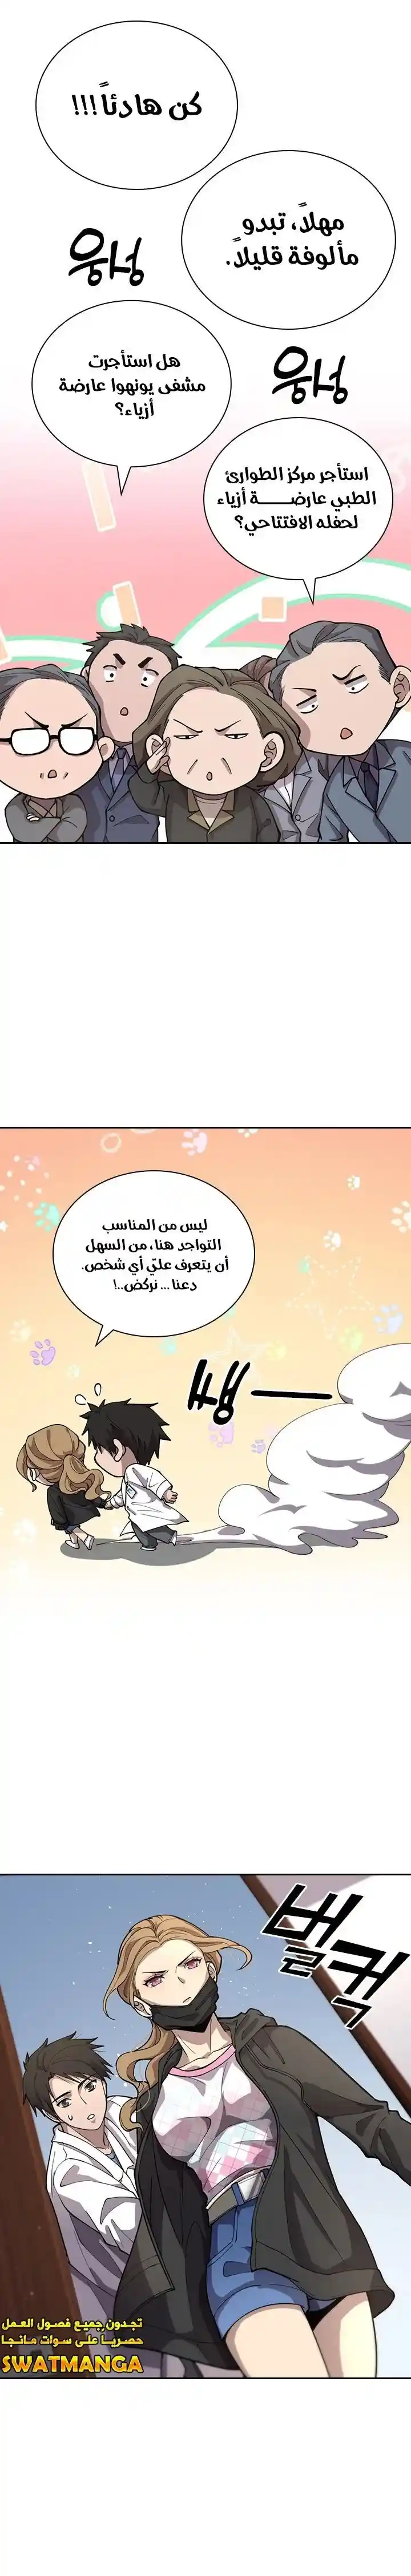 كن هادئاً!!!
مهلاً، تبدو
مألوفة قليلاً.
웅성
هل استأجرت
مشفى يونهوا عارضة
أزياء؟
웅성
استأجر مركز الطوارئ
الطبي عارضة أزياء
لحفله الافتتاحي؟
ليس من المناسب
التواجد هنا، من السهل
أن يتعرف عليّ أي شخص.
دعنا... نركض..!
쌩—
벌컥
تجدون جميع فصول العمل
حصريا على سوات مانجا
SWATMANGA